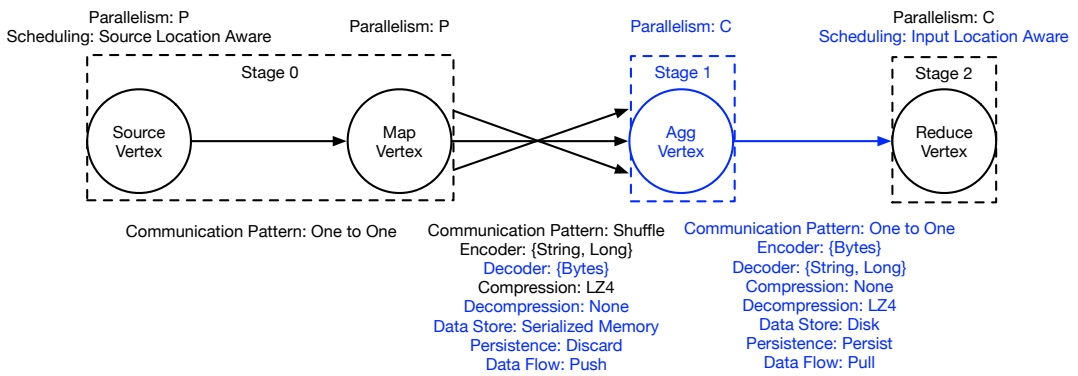 Parallelism: P
Scheduling: Source Location Aware
Parallelism: P
Parallelism: C
Parallelism: C
Scheduling: Input Location Aware
Stage 0
Stage 1
Stage 2
Source
Vertex
Map
Vertex
Agg
Vertex
Reduce
Vertex
Communication Pattern: One to One
Communication Pattern: Shuffle
Encoder: {String, Long}
Decoder: {Bytes}
Compression: LZ4
Decompression: None
Data Store: Serialized Memory
Persistence: Discard
Data Flow: Push
Communication Pattern: One to One
Encoder: {Bytes}
Decoder: {String, Long}
Compression: None
Decompression: LZ4
Data Store: Disk
Persistence: Persist
Data Flow: Pull